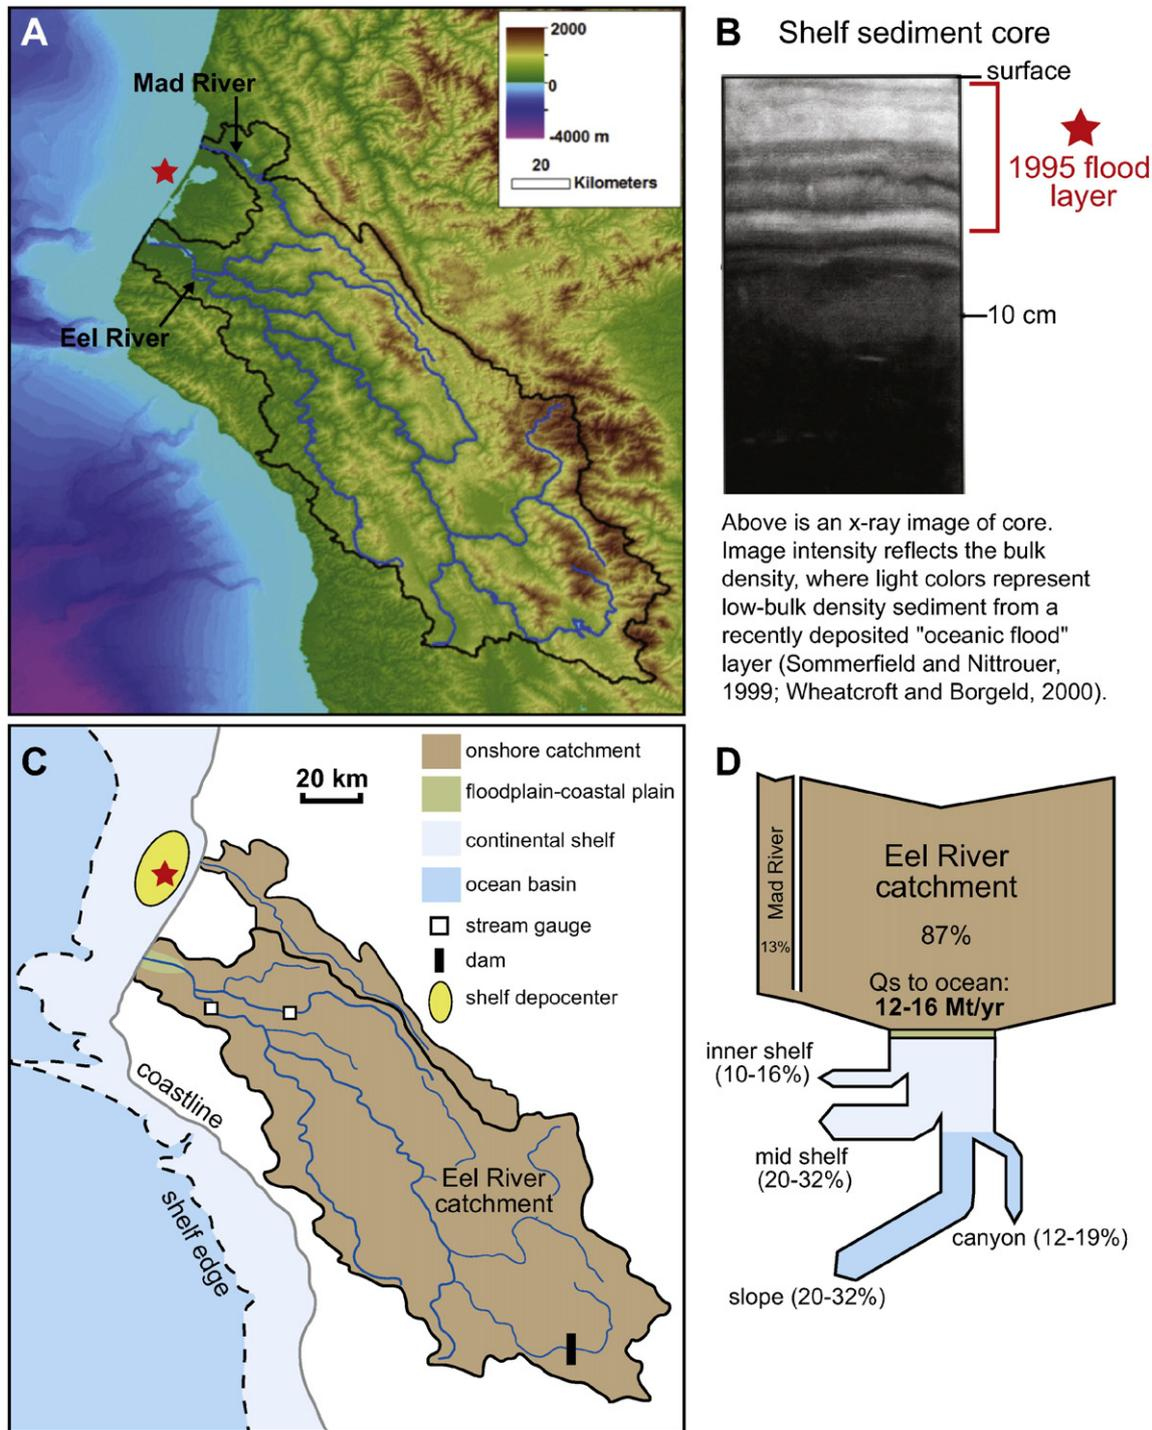 A
Mad River
Eel River
2000
0
-4000 m
20
Kilometers
B
Shelf sediment core
surface
1995 flood
layer
10 cm
Above is an x-ray image of core.
Image intensity reflects the bulk
density, where light colors represent
low-bulk density sediment from a
recently deposited "oceanic flood"
layer (Sommerfield and Nittrouer,
1999; Wheatcroft and Borgeld, 2000).
C
20 km
onshore catchment
floodplain-coastal plain
continental shelf
ocean basin
stream gauge
dam
shelf depocenter
coastline
shelf edge
Eel River
catchment
D
Mad River
13%
Eel River
catchment
87%
Qs to ocean:
12-16 Mt/yr
inner shelf
(10-16%)
mid shelf
(20-32%)
canyon (12-19%)
slope (20-32%)